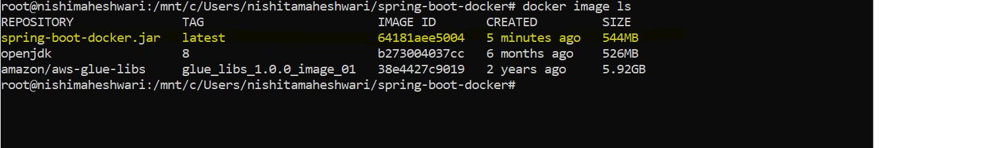 root@nishimaheshwari:/mnt/c/Users/nishitamaheshwari/spring-boot-docker# docker image ls
REPOSITORY TAG IMAGE ID CREATED SIZE
spring-boot-docker.jar latest 64181aee5004 5 minutes ago 544MB
openjdk 8 b273004037cc 6 months ago 526MB
amazon/aws-glue-libs glue_libs_1.0.0_image_01 38e4427c9019 2 years ago 5.92GB
root@nishimaheshwari:/mnt/c/Users/nishitamaheshwari/spring-boot-docker#